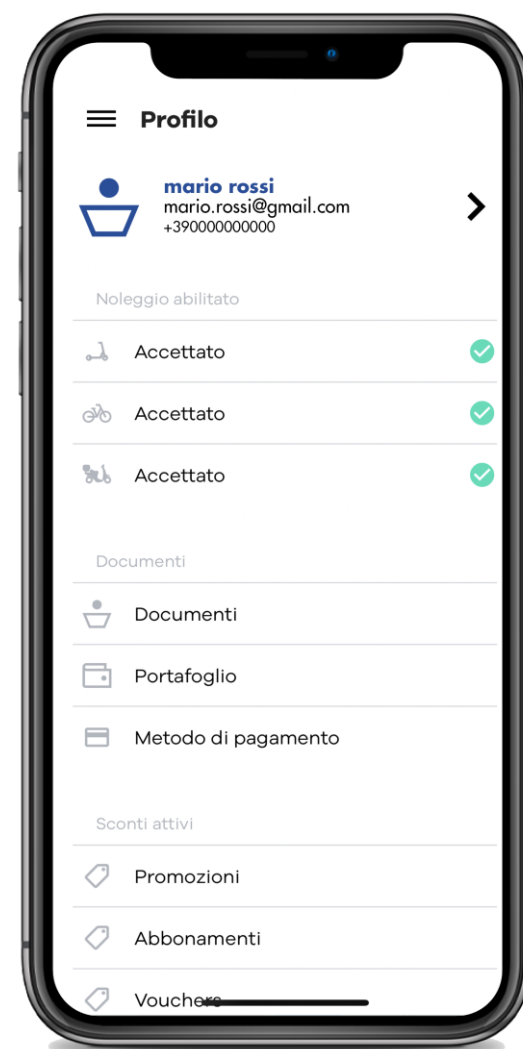 Profilo
mario rossi
mario.rossi@gmail.com
+390000000000
Noleggio abilitato
Accettato
Accettato
Accettato
Documenti
Documenti
Portafoglio
Metodo di pagamento
Sconti attivi
Promozioni
Abbonamenti
Vouchers